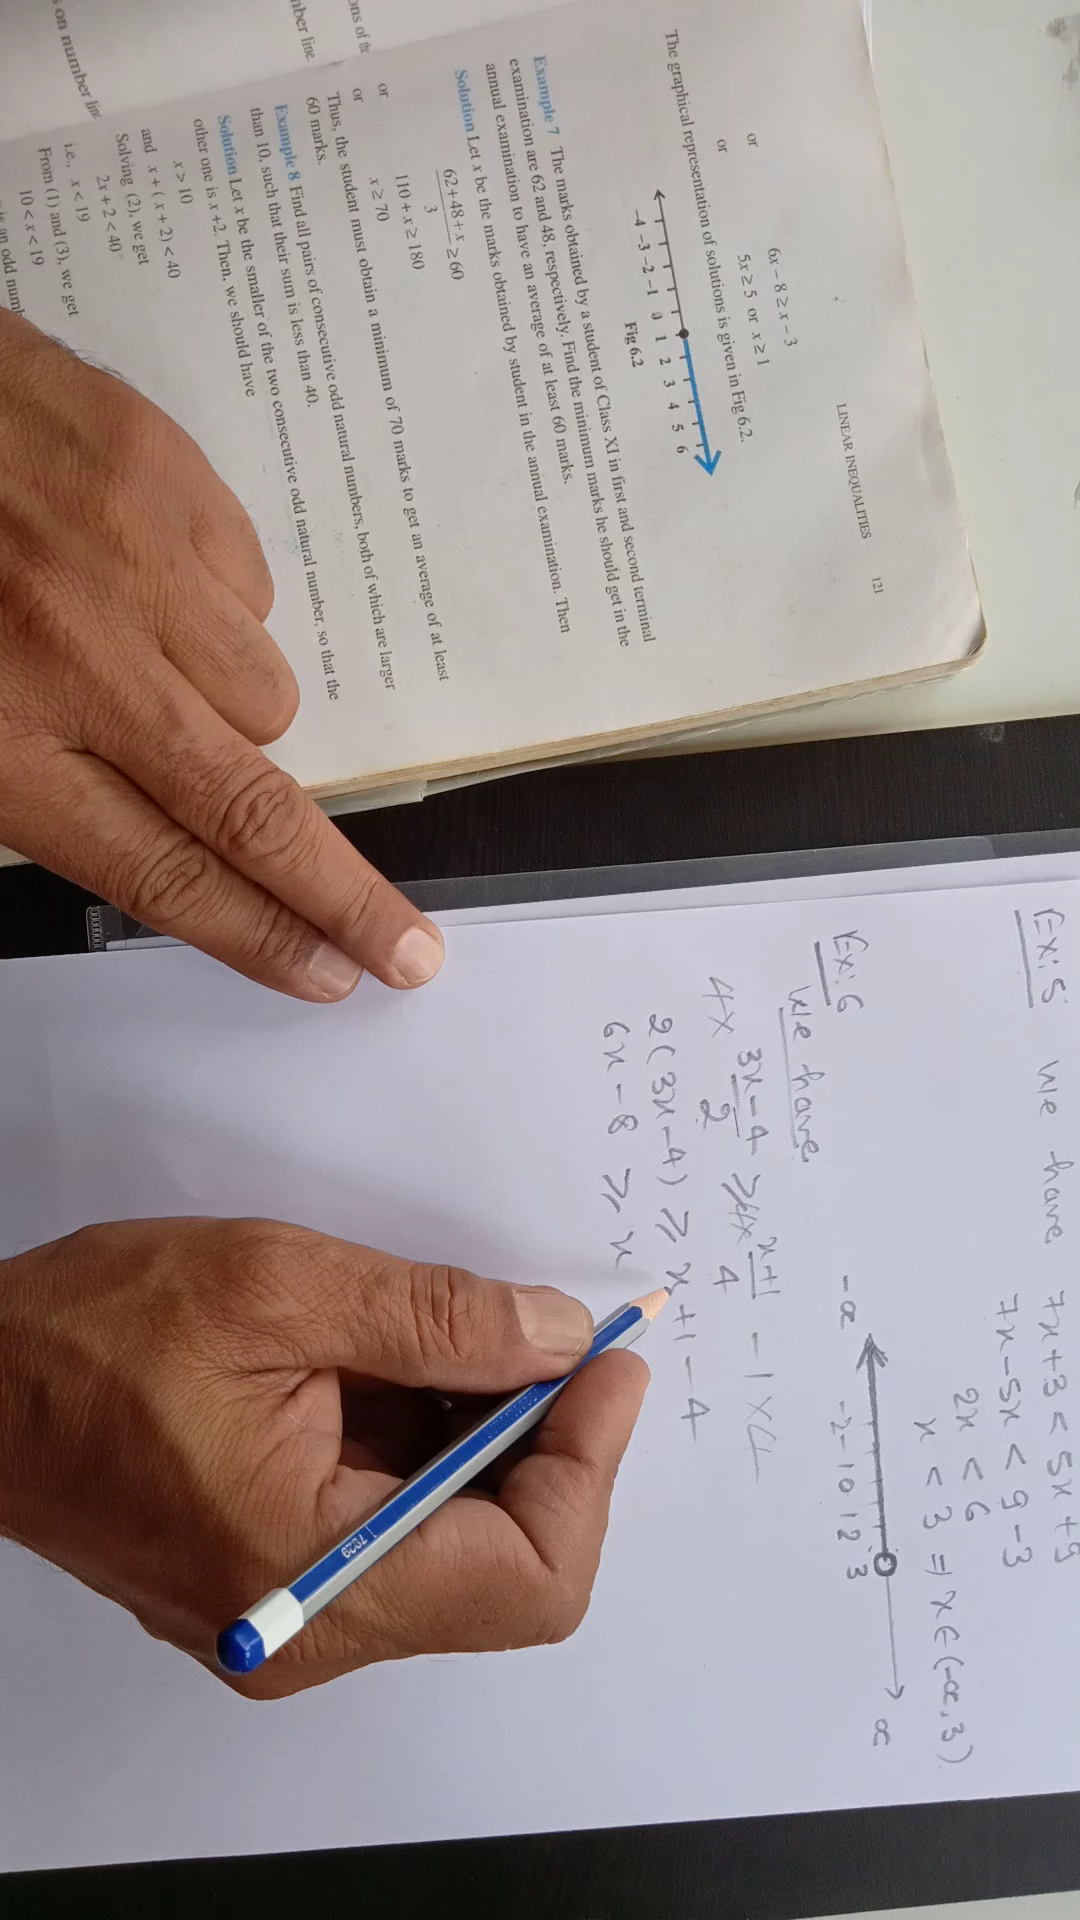 LINEAR INEQUALITIES 121
or 6x – 8 ≥ x – 3
or 5x ≥ 5 or x ≥ 1
The graphical representation of solutions is given in Fig 6.2.
–4 –3 –2 –1 0 1 2 3 4 5 6
Fig 6.2
Example 7 The marks obtained by a student of Class XI in first and second terminal
examination are 62 and 48, respectively. Find the minimum marks he should get in the
annual examination to have an average of at least 60 marks.
Solution Let x be the marks obtained by student in the annual examination. Then
(62+48+x)/3 ≥ 60
or 110 + x ≥ 180
or x ≥ 70
Thus, the student must obtain a minimum of 70 marks to get an average of at least
60 marks.
Example 8 Find all pairs of consecutive odd natural numbers, both of which are larger
than 10, such that their sum is less than 40.
Solution Let x be the smaller of the two consecutive odd natural number, so that the
other one is x +2. Then, we should have
x > 10
and x + ( x + 2) < 40
Solving (2), we get
2x + 2 < 40
i.e., x < 19
From (1) and (3), we get
10 < x < 19
is an odd
ons of
number line
on number
Ex: 5 We have 7x+3 < 5x+9
7x-5x < 9-3
2x < 6
x < 3 ⇒ x ∈ (-∝, 3)
-∝ -2 -1 0 1 2 3 ∝
Ex: 6
We have
4x (3x-4)/2 ≥ 4x (x+1)/4 - 1x4
2(3x-4) ≥ x+1-4
6x-8 ≥ x
7029